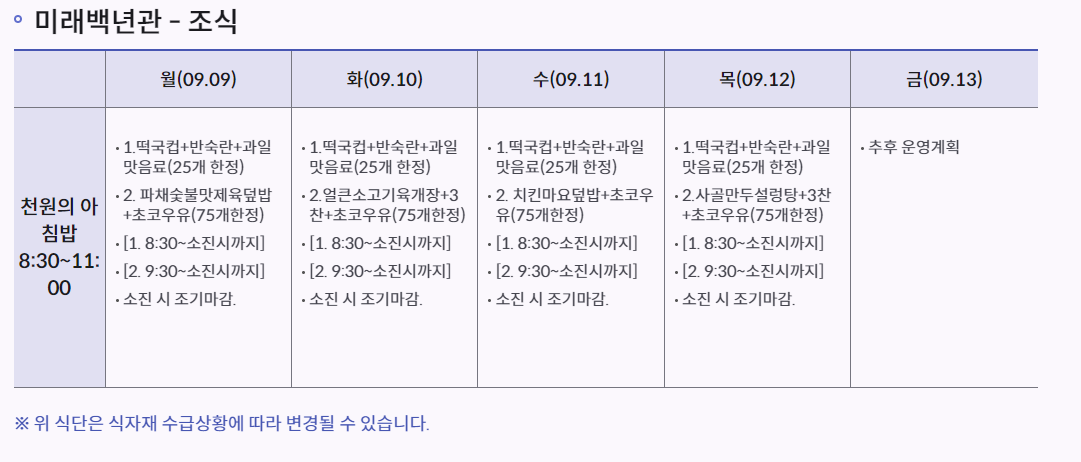 미래백년관 - 조식
월(09.09)
화(09.10)
수(09.11)
목(09.12)
금(09.13)
천원의 아
침밥
8:30~11:
00
· 1.떡국컵+반숙란+과일
맛음료(25개 한정)
· 2. 파채숯불맛제육덮밥
+초코우유(75개한정)
· [1. 8:30~소진시까지]
· [2. 9:30~소진시까지]
· 소진 시 조기마감.
· 1.떡국컵+반숙란+과일
맛음료(25개 한정)
· 2.얼큰소고기육개장+3
찬+초코우유(75개한정)
· [1. 8:30~소진시까지]
· [2. 9:30~소진시까지]
· 소진 시 조기마감.
· 1.떡국컵+반숙란+과일
맛음료(25개 한정)
· 2. 치킨마요덮밥+초코우
유(75개한정)
· [1. 8:30~소진시까지]
· [2. 9:30~소진시까지]
· 소진 시 조기마감.
· 1.떡국컵+반숙란+과일
맛음료(25개 한정)
· 2.사골만두설렁탕+3찬
+초코우유(75개한정)
· [1. 8:30~소진시까지]
· [2. 9:30~소진시까지]
· 소진 시 조기마감.
· 추후 운영계획
※ 위 식단은 식자재 수급상황에 따라 변경될 수 있습니다.